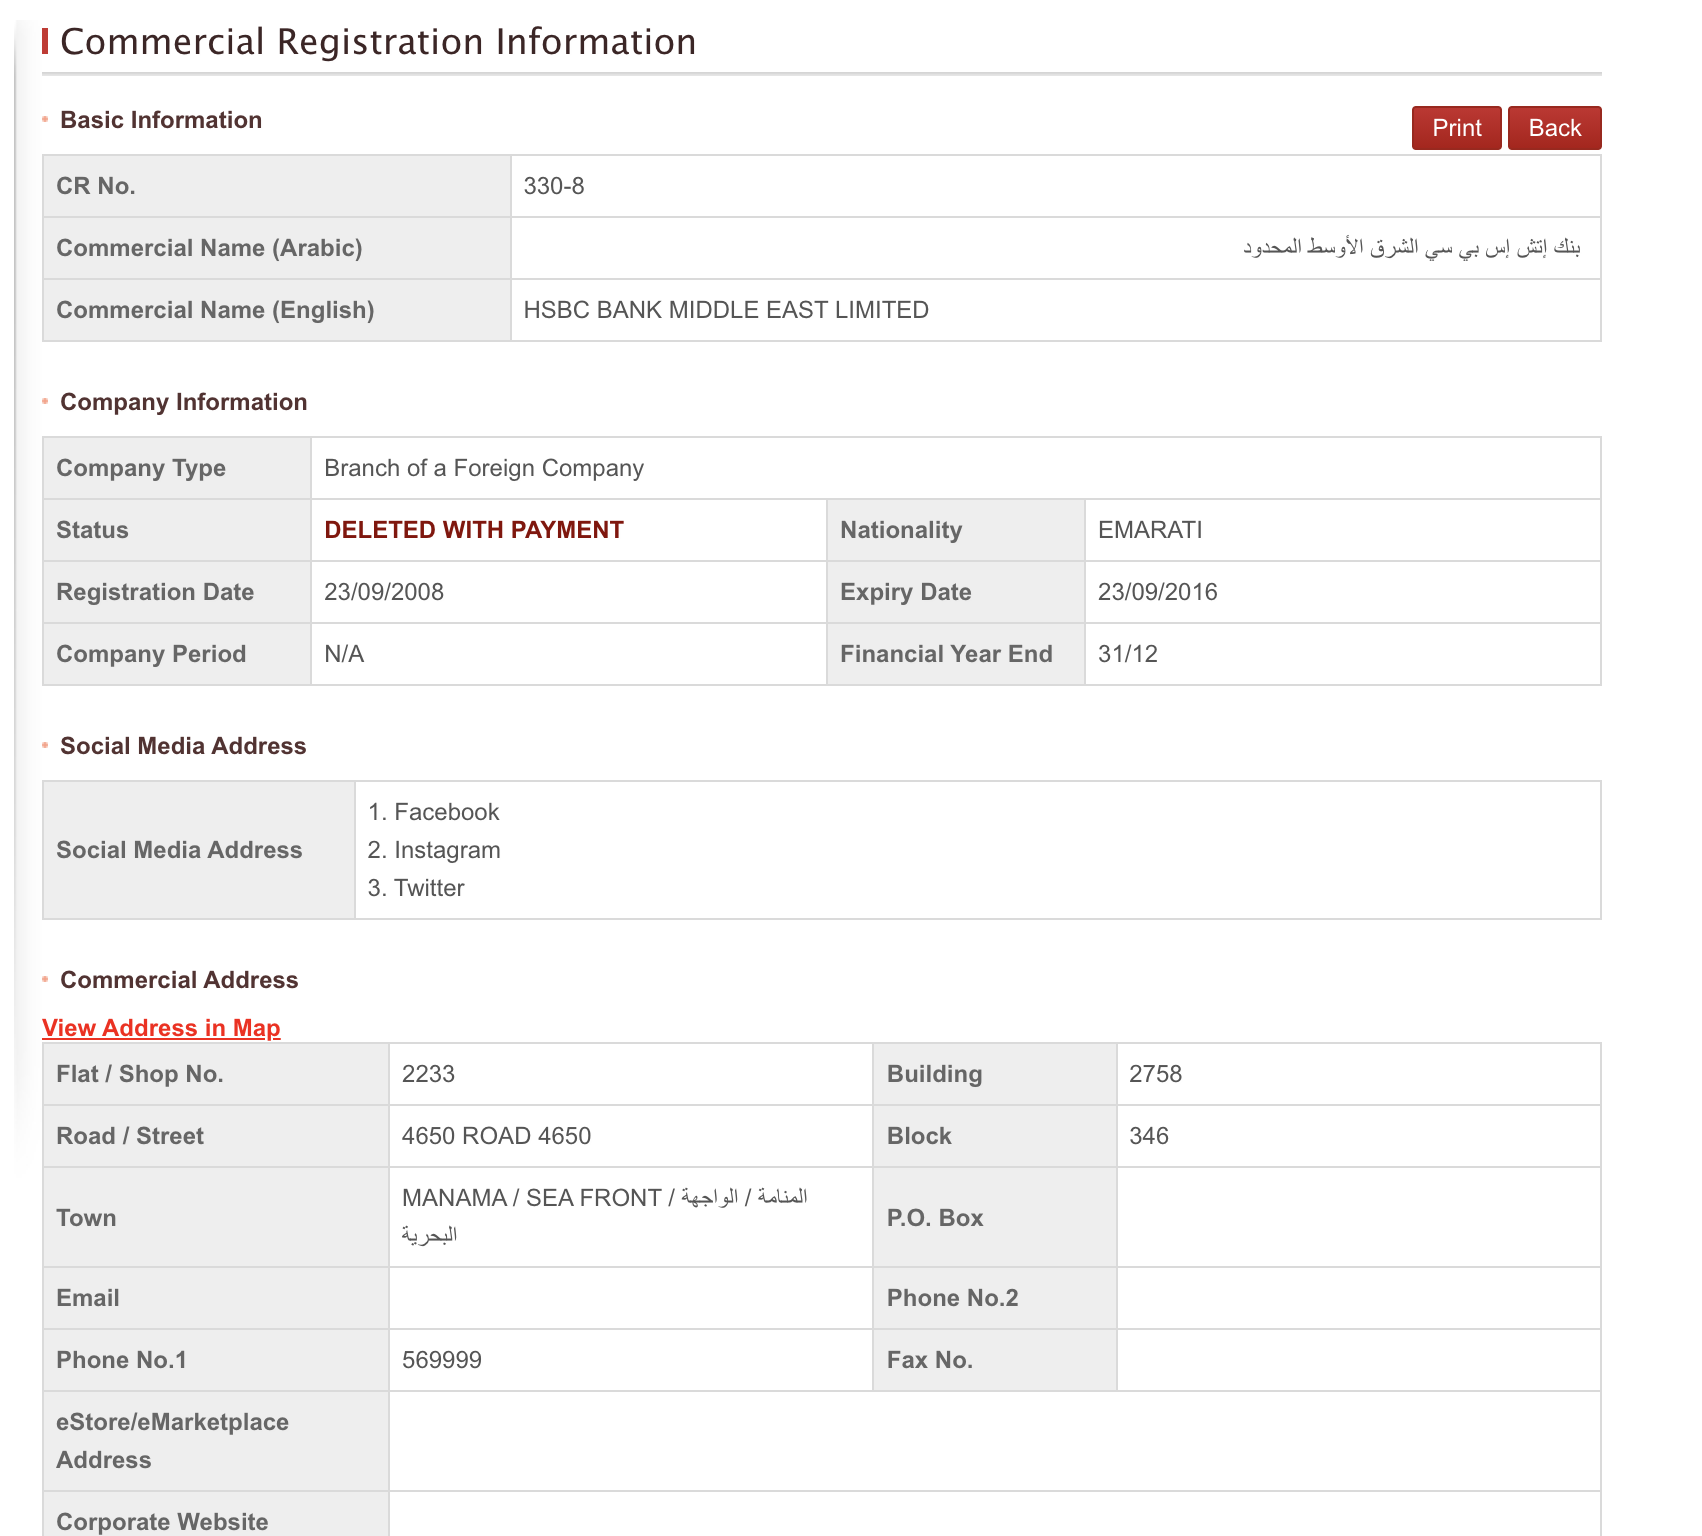 Commercial Registration Information
Basic Information
Print Back
CR No. 330-8
Commercial Name (Arabic) بنك إتش إس بي سي الشرق الأوسط المحدود
Commercial Name (English) HSBC BANK MIDDLE EAST LIMITED
Company Information
Company Type Branch of a Foreign Company
Status DELETED WITH PAYMENT Nationality EMARATI
Registration Date 23/09/2008 Expiry Date 23/09/2016
Company Period N/A Financial Year End 31/12
Social Media Address
Social Media Address
1. Facebook
2. Instagram
3. Twitter
Commercial Address
View Address in Map
Flat / Shop No. 2233 Building 2758
Road / Street 4650 ROAD 4650 Block 346
Town MANAMA / SEA FRONT / المنامة / الواجهة
البحرية
P.O. Box
Email Phone No.2
Phone No.1 569999 Fax No.
eStore/eMarketplace
Address
Corporate Website